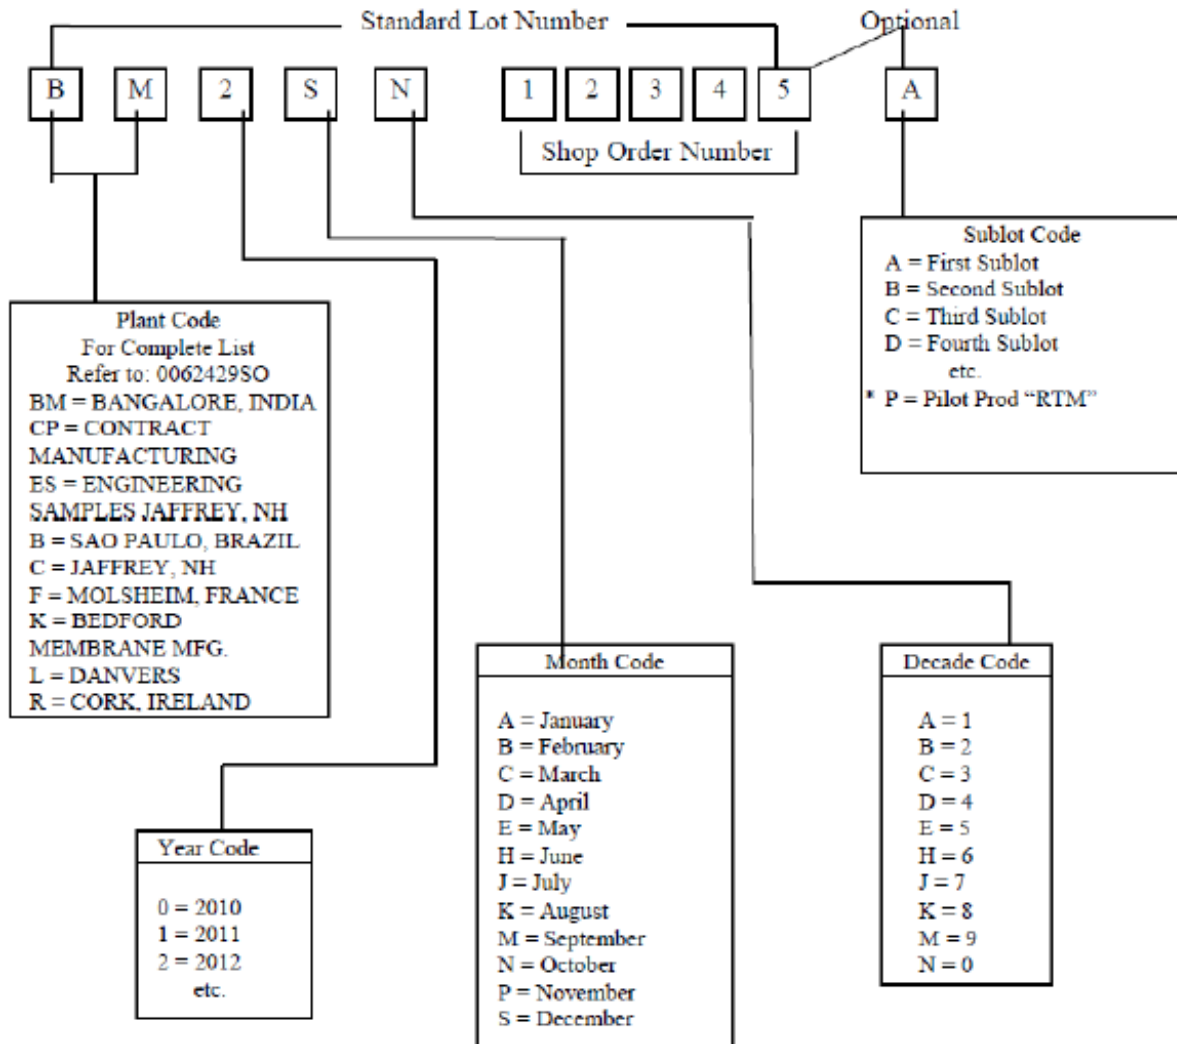 Standard Lot Number
Optional
B M 2 S N 1 2 3 4 5 A
Shop Order Number
Plant Code
For Complete List
Refer to: 0062429SO
BM = BANGALORE, INDIA
CP = CONTRACT
MANUFACTURING
ES = ENGINEERING
SAMPLES JAFFREY, NH
B = SAO PAULO, BRAZIL
C = JAFFREY, NH
F = MOLSHEIM, FRANCE
K = BEDFORD
MEMBRANE MFG.
L = DANVERS
R = CORK, IRELAND
Year Code
0 = 2010
1 = 2011
2 = 2012
etc.
Month Code
A = January
B = February
C = March
D = April
E = May
H = June
J = July
K = August
M = September
N = October
P = November
S = December
Decade Code
A = 1
B = 2
C = 3
D = 4
E = 5
H = 6
J = 7
K = 8
M = 9
N = 0
Sublot Code
A = First Sublot
B = Second Sublot
C = Third Sublot
D = Fourth Sublot
etc.
* P = Pilot Prod “RTM”